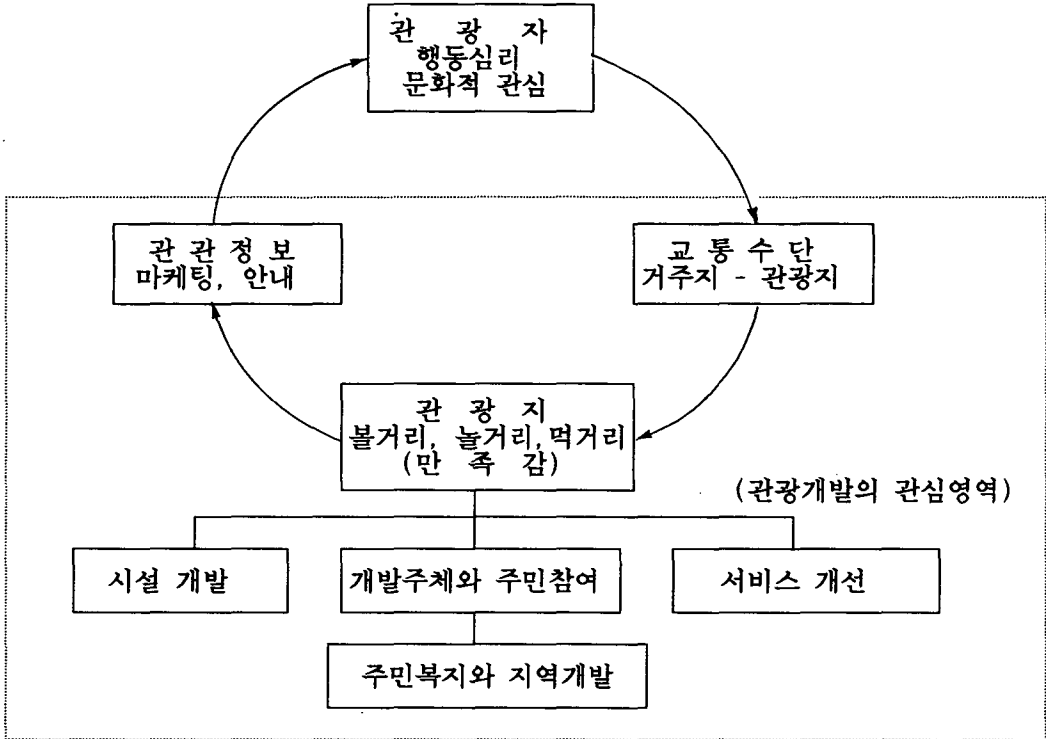 관 광 자
행동심리
문화적 관심
관 관 정 보
마케팅, 안내
교 통 수 단
거주지 - 관광지
관 광 지
볼거리, 놀거리, 먹거리
(만 족 감)
(관광개발의 관심영역)
시설 개발
개발주체와 주민참여
서비스 개선
주민복지와 지역개발